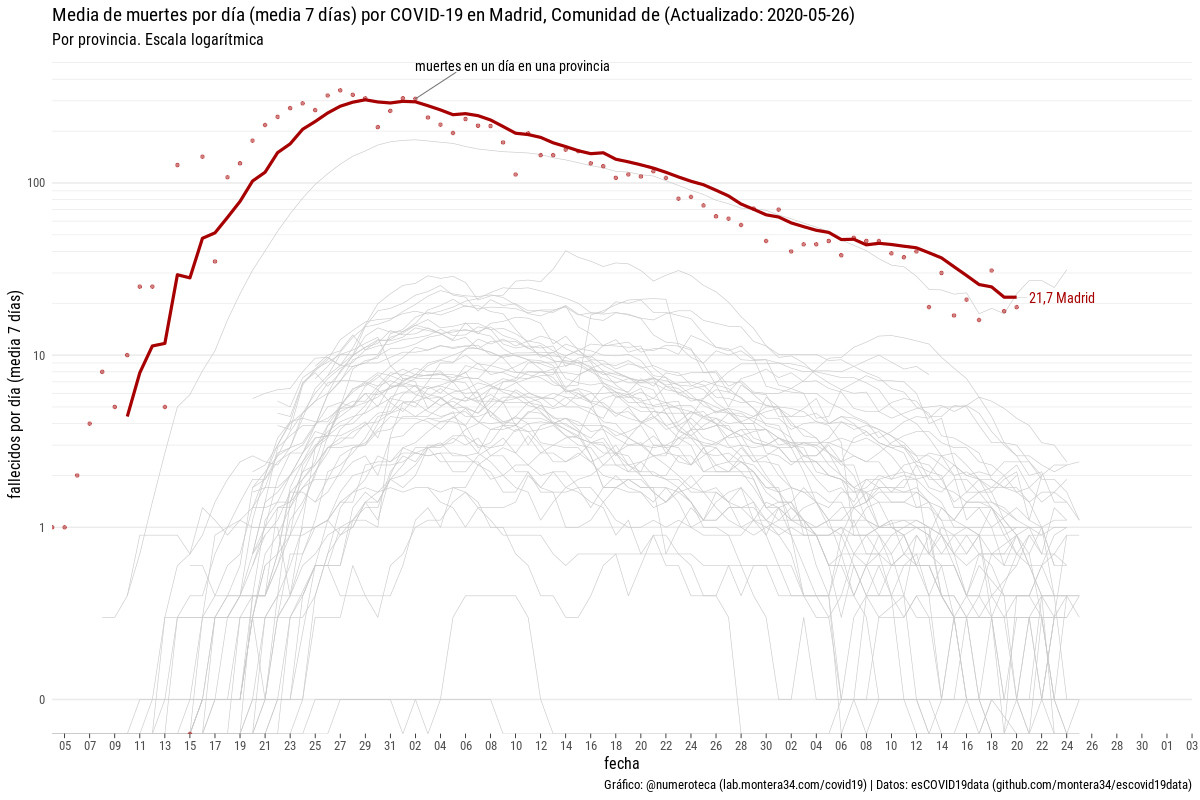 Media de muertes por día (media 7 días) por COVID-19 en Madrid, Comunidad de (Actualizado: 2020-05-26)
Por provincia. Escala logarítmica
muertes en un día en una provincia
fallecidos por día (media 7 días)
100
10
1
0
21,7 Madrid
05 07 09 11 13 15 17 19 21 23 25 27 29 31 02 04 06 08 10 12 14 16 18 20 22 24 26 28 30 02 04 06 08 10 12 14 16 18 20 22 24 26 28 30 01 03
fecha
Gráfico: @numeroteca (lab.montera34.com/covid19) | Datos: esCOVID19data (github.com/montera34/escovid19data)